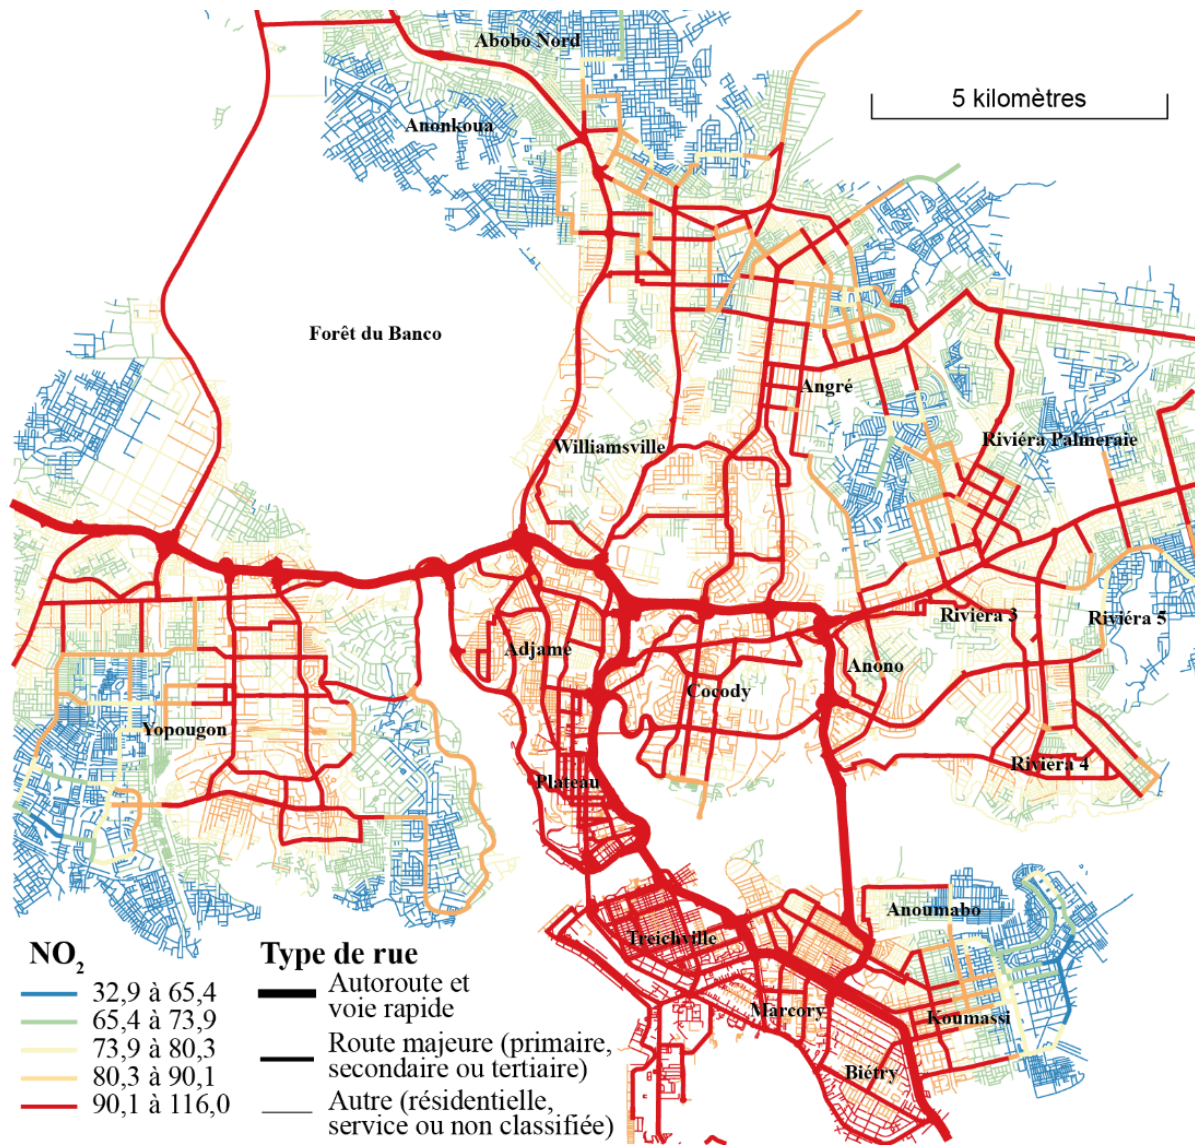 Abobo Nord
5 kilomètres
Anonkoua
Forêt du Banco
Angré
Williamsville
Riviéra Palmeraie
Riviéra 3
Riviéra 5
Adjamé
Anono
Cocody
Yopougon
Riviéra 4
Plateau
Anoumabo
Treichville
Marcory
Koumassi
Biétry
NO2
32,9 à 65,4
65,4 à 73,9
73,9 à 80,3
80,3 à 90,1
90,1 à 116,0
Type de rue
Autoroute et
voie rapide
Route majeure (primaire,
secondaire ou tertiaire)
Autre (résidentielle,
service ou non classifiée)